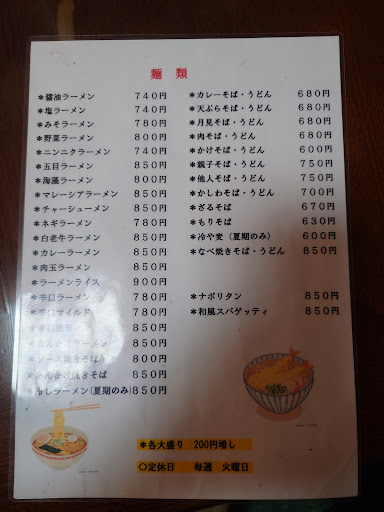 麺 類
*醤油ラーメン 740円
*塩ラーメン 740円
*みそラーメン 780円
*野菜ラーメン 800円
*ニンニクラーメン 740円
*五目ラーメン 850円
*海藻ラーメン 800円
*マレーシアラーメン 850円
*チャーシューメン 850円
*ネギラーメン 780円
*白老牛ラーメン 850円
*カレーラーメン 850円
*肉玉ラーメン 850円
*ラーメンライス 900円
*辛口ラーメン 780円
*辛口マイルド 780円
850円
850円
*ソース焼きそば 800円
*あんかけ焼きそば 850円
*冷しラーメン(夏期のみ) 850円
*カレーそば・うどん 680円
*天ぷらそば・うどん 680円
*月見そば・うどん 680円
*肉そば・うどん 680円
*かけそば・うどん 600円
*親子そば・うどん 750円
*他人そば・うどん 750円
*かしわそば・うどん 700円
*ざるそば 670円
*もりそば 630円
*冷や麦(夏期のみ) 600円
*なべ焼きそば・うどん 850円
*ナポリタン 850円
*和風スパゲッティ 850円
*各大盛り 200円増し
〇定休日 毎週 火曜日